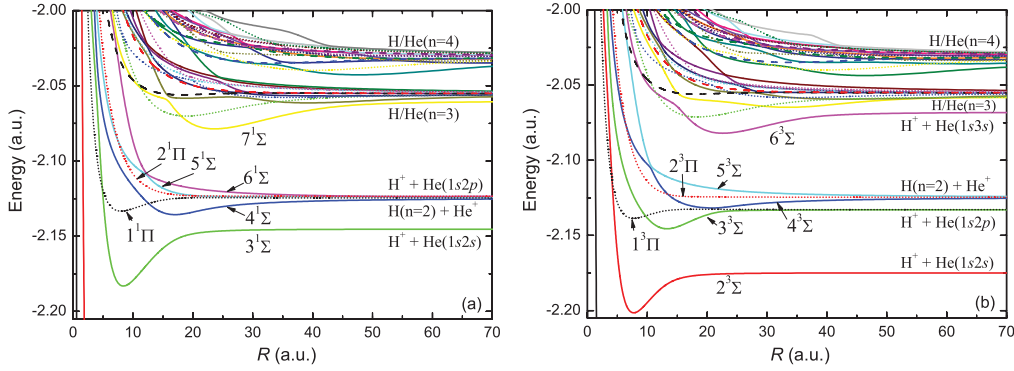 -2.00
-2.05
-2.10
-2.15
-2.20
Energy (a.u.)
0 10 20 30 40 50 60 70
R (a.u.)
H/He(n=4)
H/He(n=3)
7¹Σ
2¹Π
5¹Σ
6¹Σ
H⁺ + He(1s2p)
H(n=2) + He⁺
4¹Σ
1¹Π
3¹Σ
H⁺ + He(1s2s)
(a)
-2.00
-2.05
-2.10
-2.15
-2.20
Energy (a.u.)
0 10 20 30 40 50 60 70
R (a.u.)
H/He(n=4)
H/He(n=3)
H⁺ + He(1s3s)
6³Σ
2³Π
5³Σ
H(n=2) + He⁺
H⁺ + He(1s2p)
1³Π
3³Σ
4³Σ
H⁺ + He(1s2s)
2³Σ
(b)